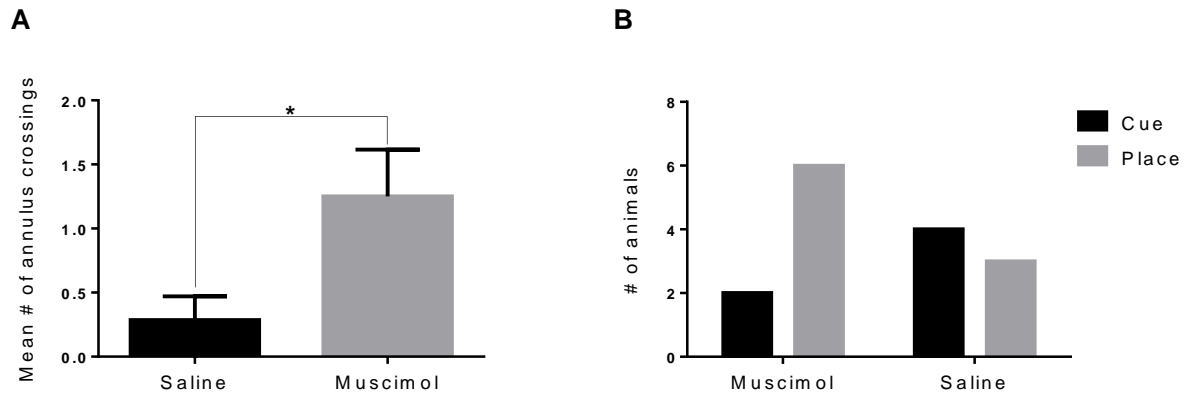 A
Mean # of annulus crossings
2.0
1.5
1.0
0.5
0.0
*
Saline
Muscimol
B
# of animals
8
6
4
2
0
Muscimol
Saline
Cue
Place